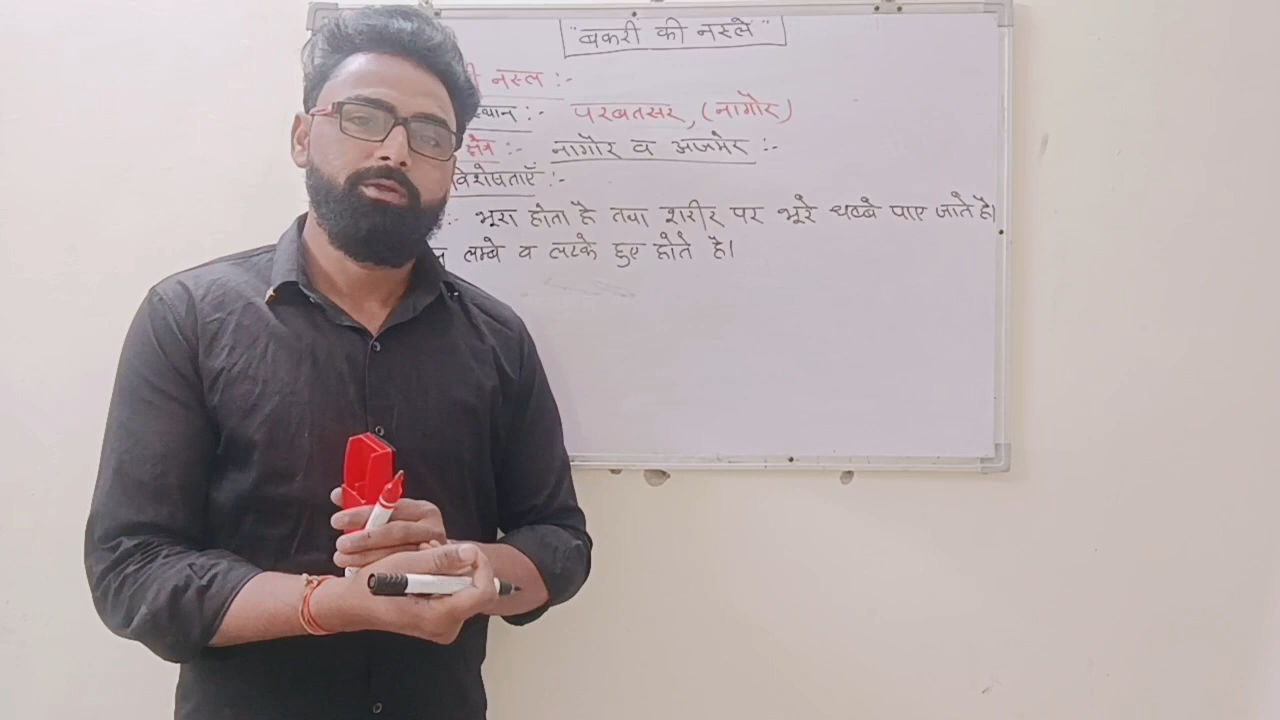 "बकरी की नस्ले"
नस्ल :-
:- परबतसर, (नागौर)
:- नागौर व अजमेर :-
विशेषताएँ :-
:- भूरा होता है तथा शरीर पर भूरे धब्बे पाए जाते है।
लम्बे व लटके हुए होते है।